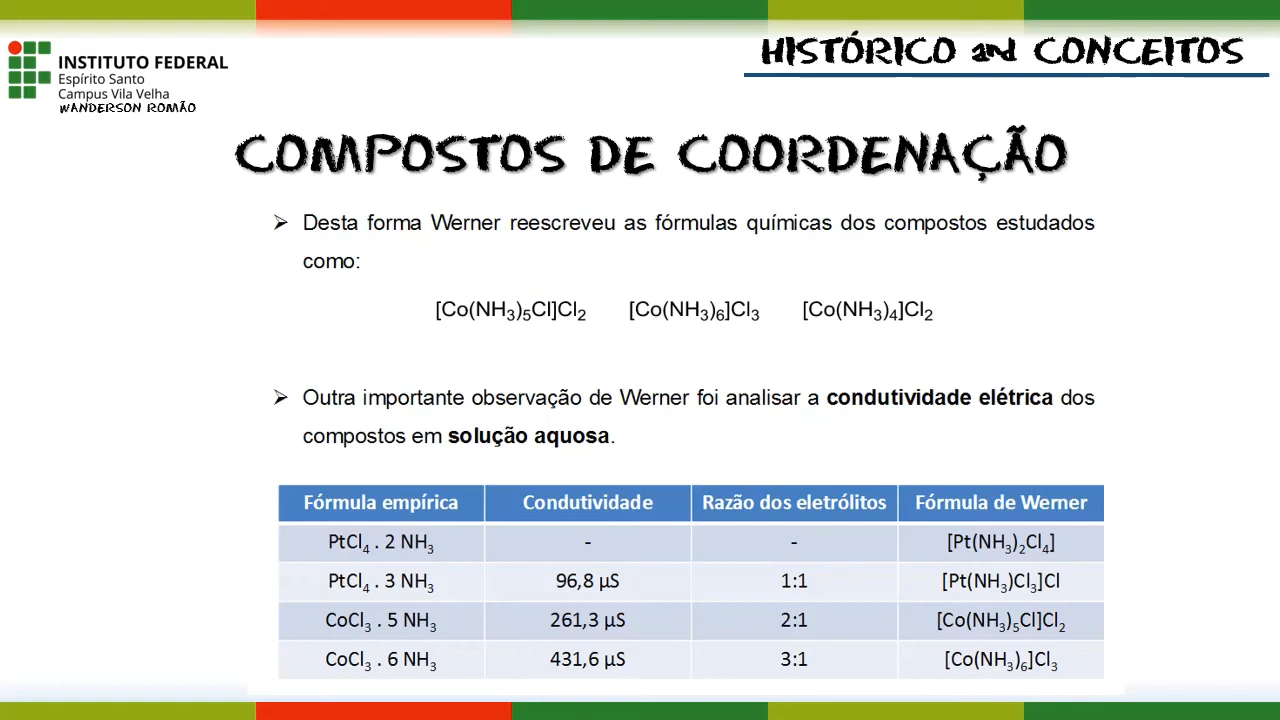 HISTÓRICO and CONCEITOS
INSTITUTO FEDERAL
Espírito Santo
Campus Vila Velha
WANDERSON ROMÃO
COMPOSTOS DE COORDENAÇÃO
➢ Desta forma Werner reescreveu as fórmulas químicas dos compostos estudados
como:
[Co(NH₃)₅Cl]Cl₂ [Co(NH₃)₆]Cl₃ [Co(NH₃)₄]Cl₂
➢ Outra importante observação de Werner foi analisar a condutividade elétrica dos
compostos em solução aquosa.
Fórmula empírica Condutividade Razão dos eletrólitos Fórmula de Werner
PtCl₄ . 2 NH₃ - - [Pt(NH₃)₂Cl₄]
PtCl₄ . 3 NH₃ 96,8 µS 1:1 [Pt(NH₃)Cl₃]Cl
CoCl₃ . 5 NH₃ 261,3 µS 2:1 [Co(NH₃)₅Cl]Cl₂
CoCl₃ . 6 NH₃ 431,6 µS 3:1 [Co(NH₃)₆]Cl₃